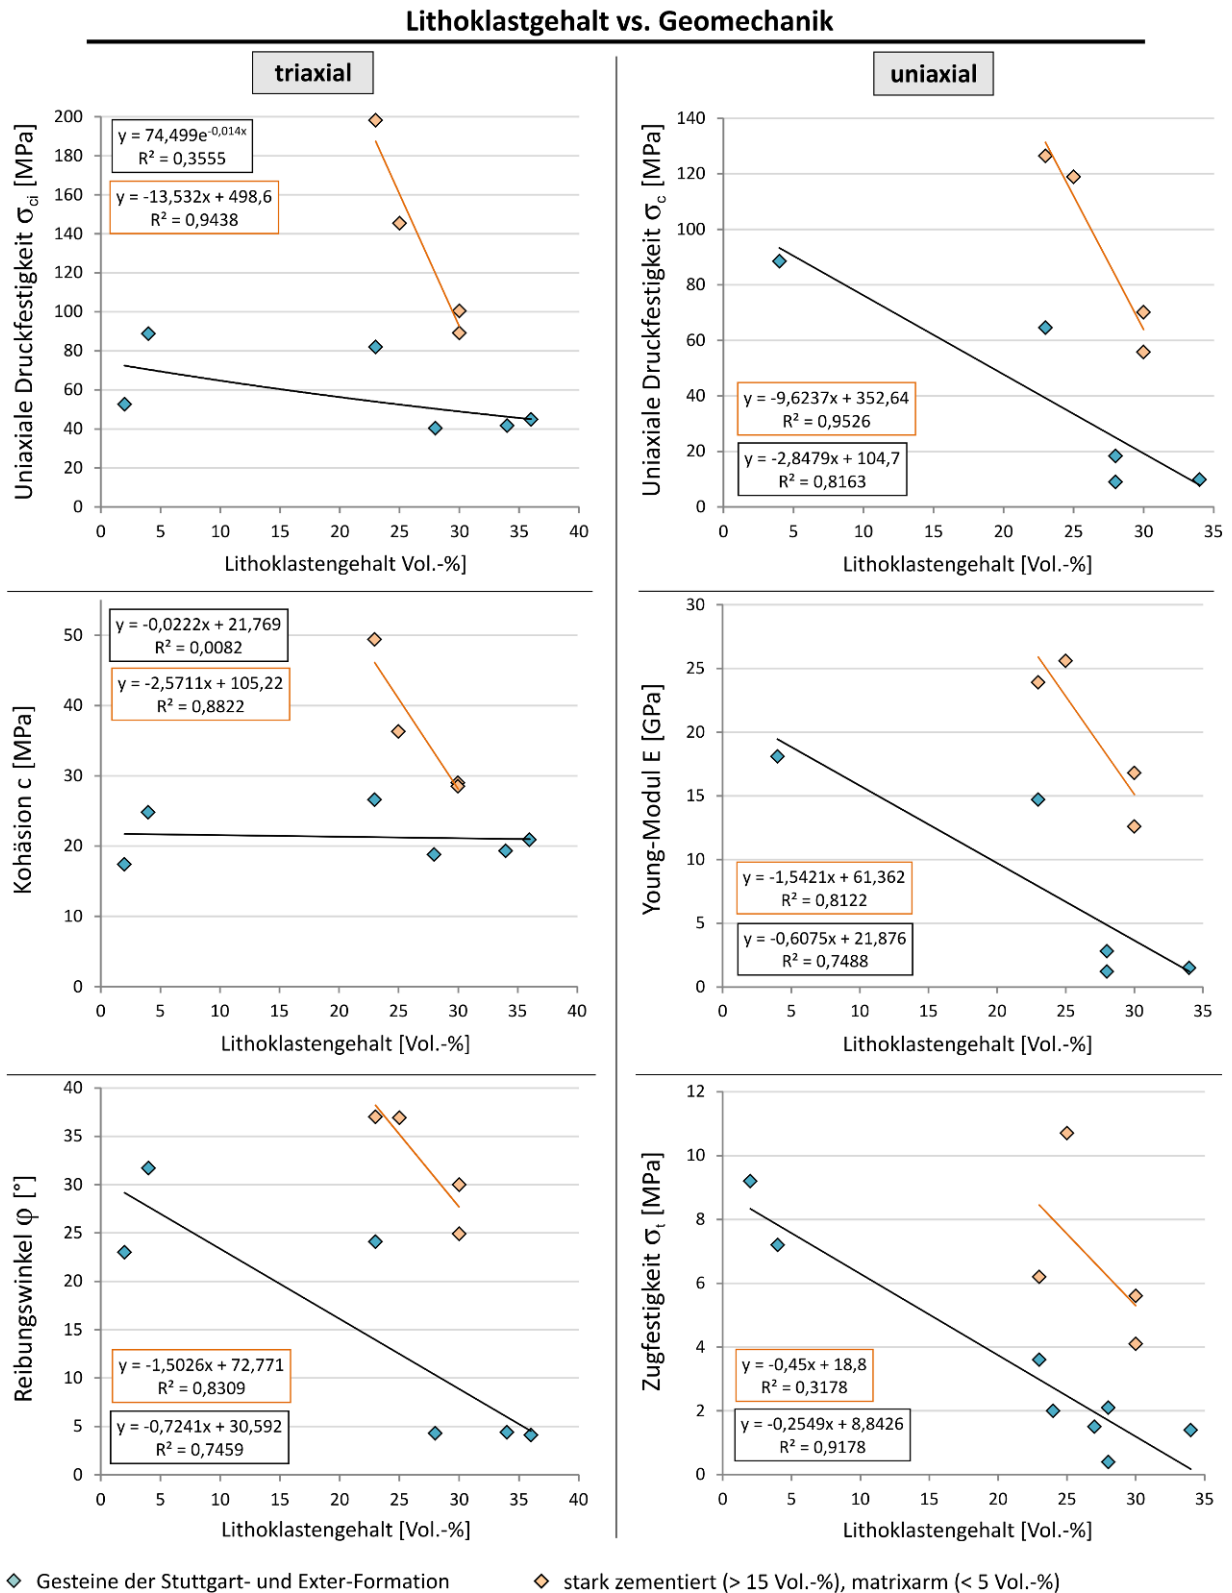 Lithoklastgehalt vs. Geomechanik
triaxial
uniaxial
Uniaxiale Druckfestigkeit σci [MPa]
200
180
160
140
120
100
80
60
40
20
0
y = 74,499e^-0,014x
R² = 0,3555
y = -13,532x + 498,6
R² = 0,9438
0 5 10 15 20 25 30 35 40
Lithoklastengehalt Vol.-%]
Uniaxiale Druckfestigkeit σc [MPa]
140
120
100
80
60
40
20
0
y = -9,6237x + 352,64
R² = 0,9526
y = -2,8479x + 104,7
R² = 0,8163
0 5 10 15 20 25 30 35
Lithoklastengehalt [Vol.-%]
Kohäsion c [MPa]
50
40
30
20
10
0
y = -0,0222x + 21,769
R² = 0,0082
y = -2,5711x + 105,22
R² = 0,8822
0 5 10 15 20 25 30 35 40
Lithoklastengehalt [Vol.-%]
Young-Modul E [GPa]
30
25
20
15
10
5
0
y = -1,5421x + 61,362
R² = 0,8122
y = -0,6075x + 21,876
R² = 0,7488
0 5 10 15 20 25 30 35
Lithoklastengehalt [Vol.-%]
Reibungswinkel φ [°]
40
35
30
25
20
15
10
5
0
y = -1,5026x + 72,771
R² = 0,8309
y = -0,7241x + 30,592
R² = 0,7459
0 5 10 15 20 25 30 35 40
Lithoklastengehalt [Vol.-%]
Zugfestigkeit σt [MPa]
12
10
8
6
4
2
0
y = -0,45x + 18,8
R² = 0,3178
y = -0,2549x + 8,8426
R² = 0,9178
0 5 10 15 20 25 30 35
Lithoklastengehalt [Vol.-%]
Gesteine der Stuttgart- und Exter-Formation
stark zementiert (> 15 Vol.-%), matrixarm (< 5 Vol.-%)